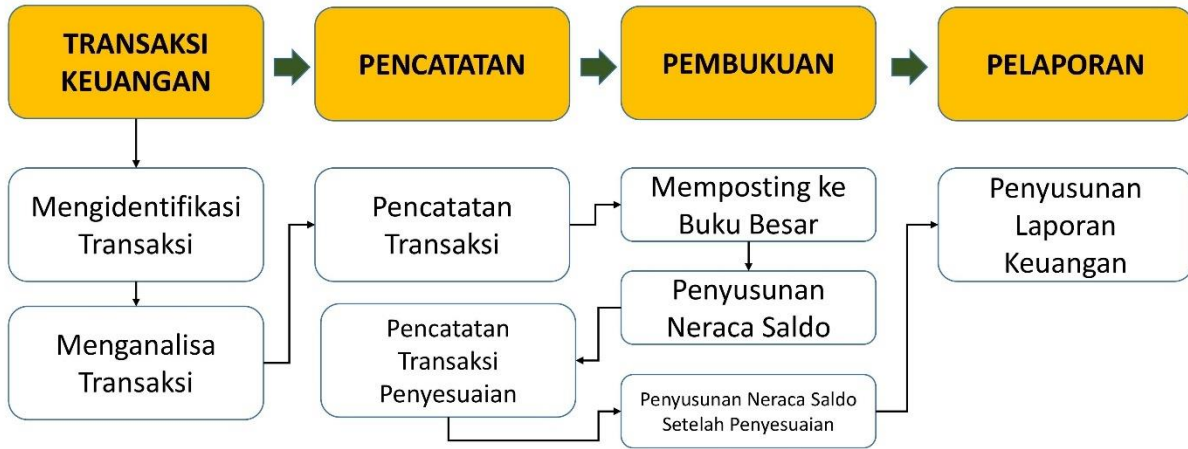 TRANSAKSI
KEUANGAN
PENCATATAN
PEMBUKUAN
PELAPORAN
Mengidentifikasi
Transaksi
Menganalisa
Transaksi
Pencatatan
Transaksi
Pencatatan
Transaksi
Penyesuaian
Memposting ke
Buku Besar
Penyusunan
Neraca Saldo
Penyusunan Neraca Saldo
Setelah Penyesuaian
Penyusunan
Laporan
Keuangan